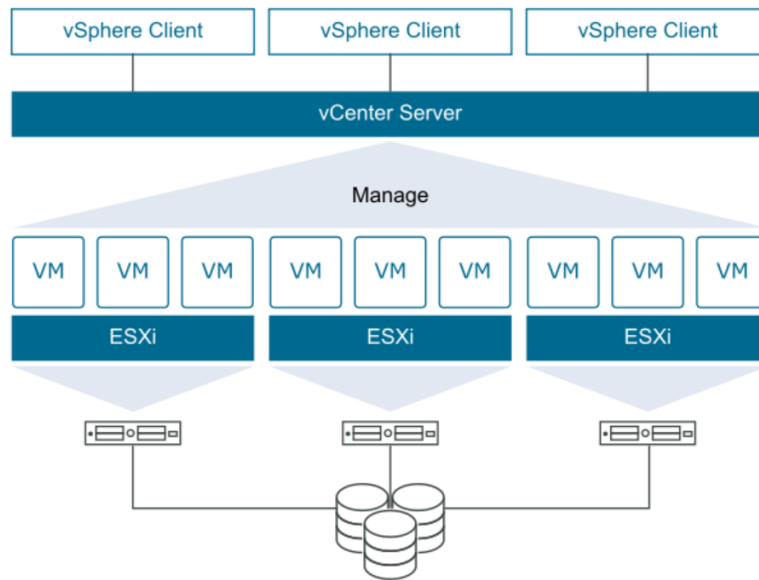 vSphere Client vSphere Client vSphere Client
vCenter Server
Manage
VM VM VM VM VM VM VM VM VM
ESXi ESXi ESXi